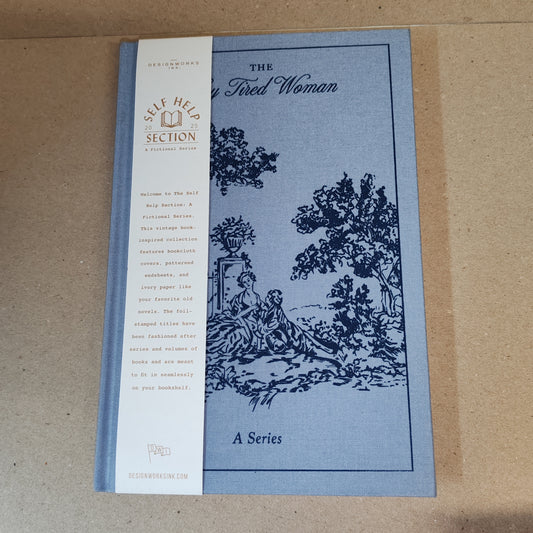 DESIGNWORKS
INK
SELF HELP
20 25
SECTION
A Fictional Series
Welcome to The Self
Help Section: A
Fictional Series.
This vintage book-
inspired collection
features bookcloth
covers, patterned
endsheets, and
ivory paper like
your favorite old
novels. The foil-
stamped titles have
been fashioned after
series and volumes of
books and are meant
to fit in seamlessly
on your bookshelf.
DESIGNWORKSINK.COM
THE
y Tired Woman
A Series